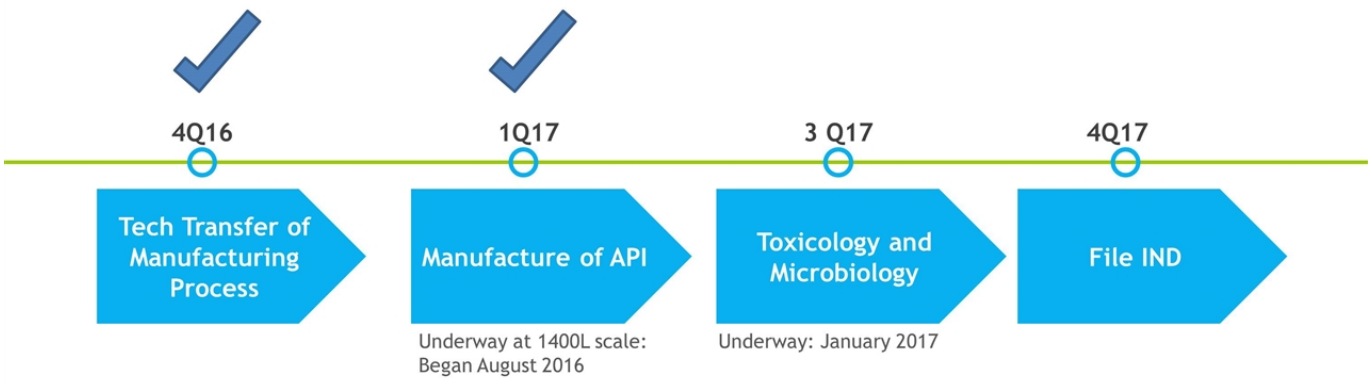 4Q16
1Q17
3 Q17
4Q17
Tech Transfer of
Manufacturing
Process
Manufacture of API
Underway at 1400L scale:
Began August 2016
Toxicology and
Microbiology
Underway: January 2017
File IND